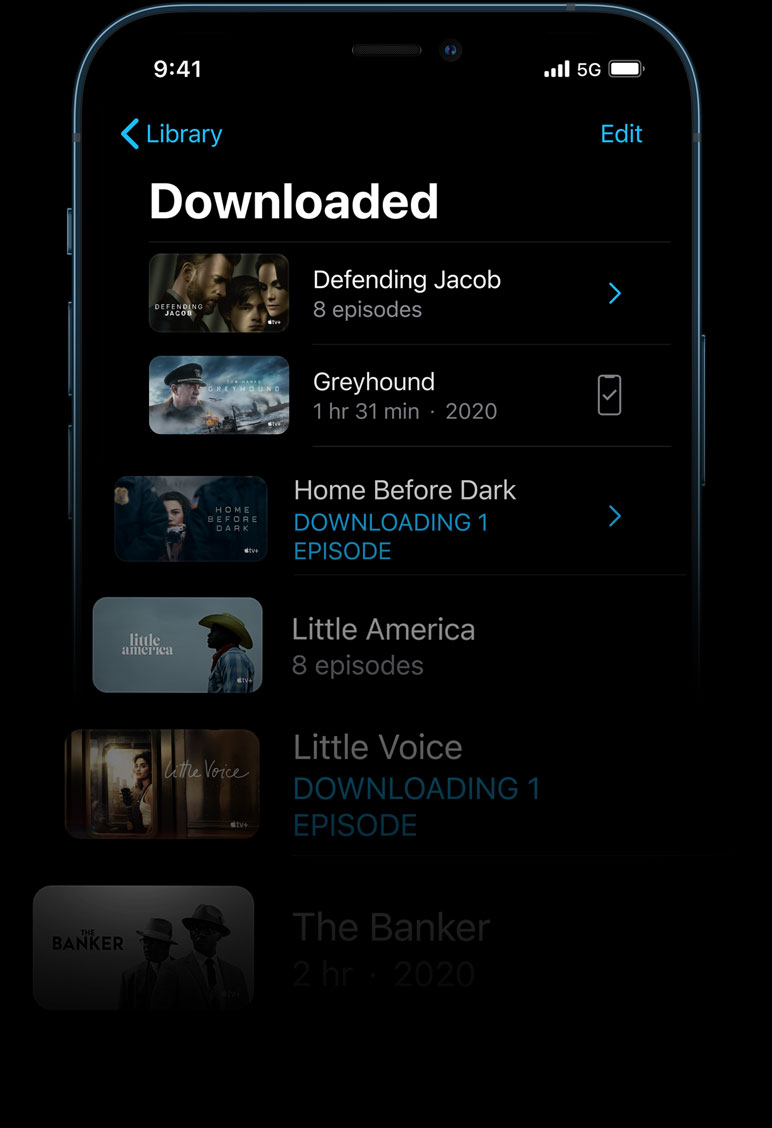 9:41
5G
Library
Edit
Downloaded
DEFENDING
JACOB
tv+
Defending Jacob
8 episodes
TOM HANKS
GREYHOUND
tv+
Greyhound
1 hr 31 min · 2020
HOME
BEFORE
DARK
tv+
Home Before Dark
DOWNLOADING 1
EPISODE
little
america
tv+
Little America
8 episodes
Little Voice
tv+
Little Voice
DOWNLOADING 1
EPISODE
THE
BANKER
tv+
The Banker
2 hr · 2020